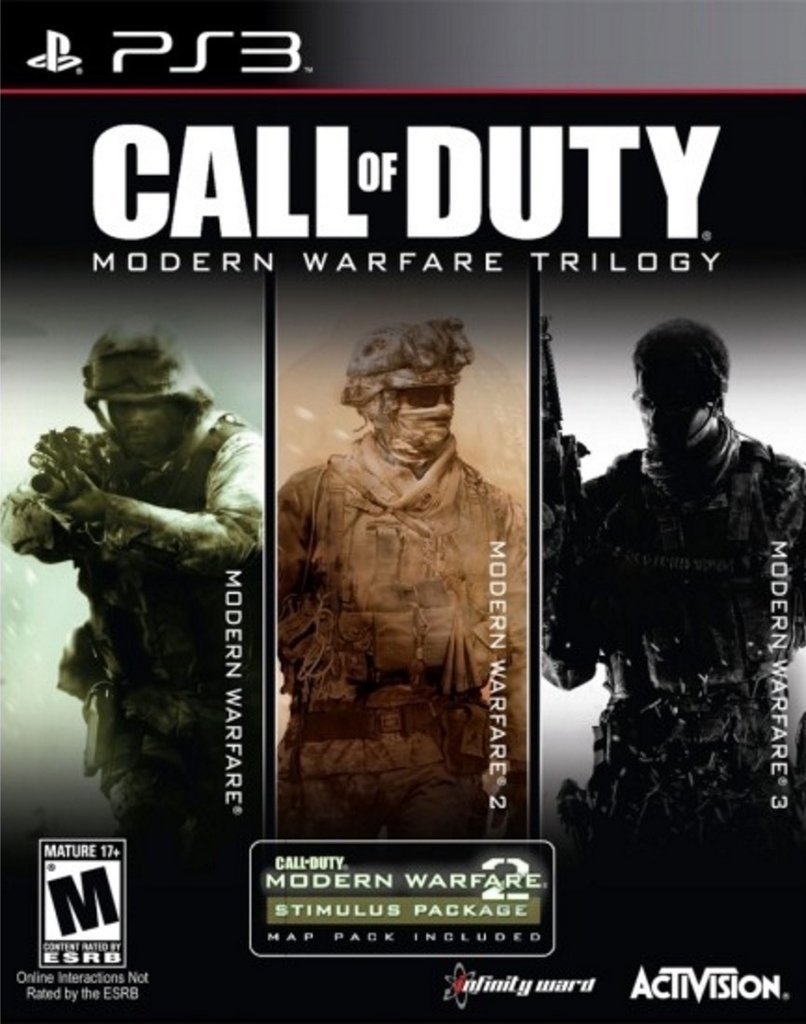 PS3™
CALL OF DUTY®
MODERN WARFARE TRILOGY
MODERN WARFARE®
MODERN WARFARE® 2
MODERN WARFARE® 3
MATURE 17+
M®
CONTENT RATED BY
ESRB
Online Interactions Not
Rated by the ESRB
CALL OF DUTY®
MODERN WARFARE® 2
STIMULUS PACKAGE
MAP PACK INCLUDED
infinity ward
ACTIVISION®